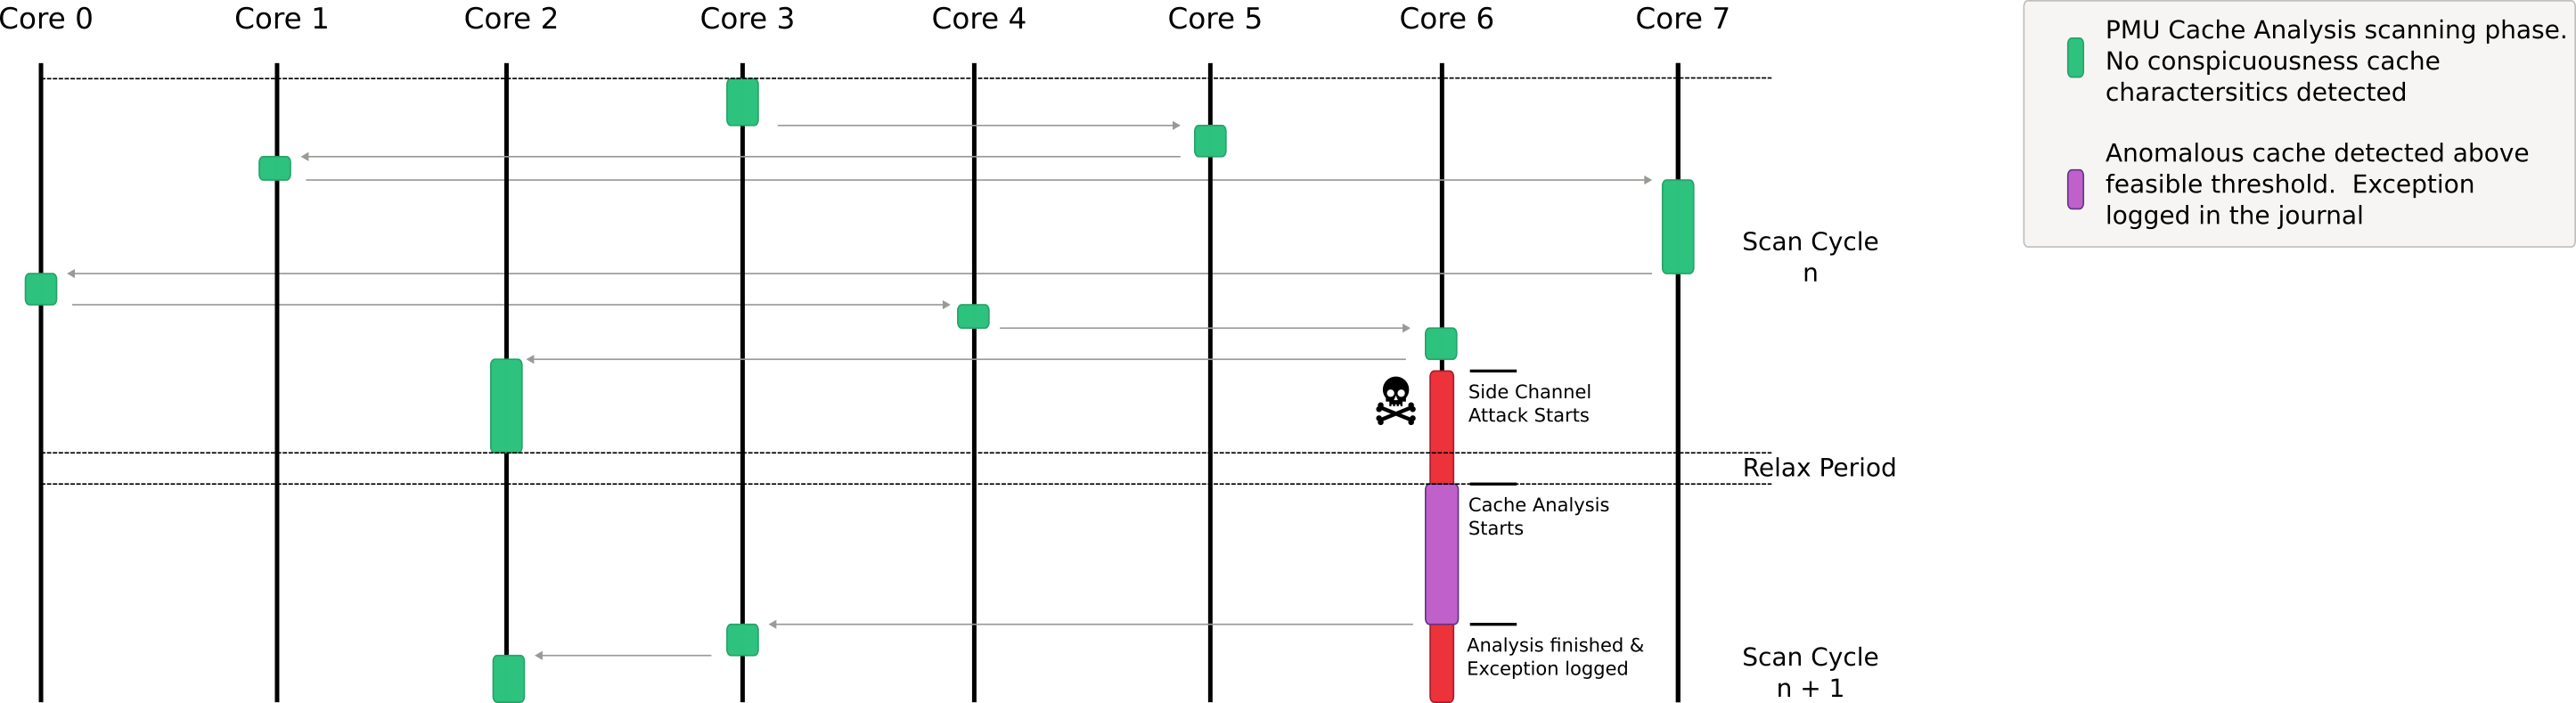 Core 0
Core 1
Core 2
Core 3
Core 4
Core 5
Core 6
Core 7
PMU Cache Analysis scanning phase.
No conspicuousness cache
charactersitics detected
Anomalous cache detected above
feasible threshold.  Exception
logged in the journal
Scan Cycle
n
Side Channel
Attack Starts
Relax Period
Cache Analysis
Starts
Analysis finished &
Exception logged
Scan Cycle
n + 1